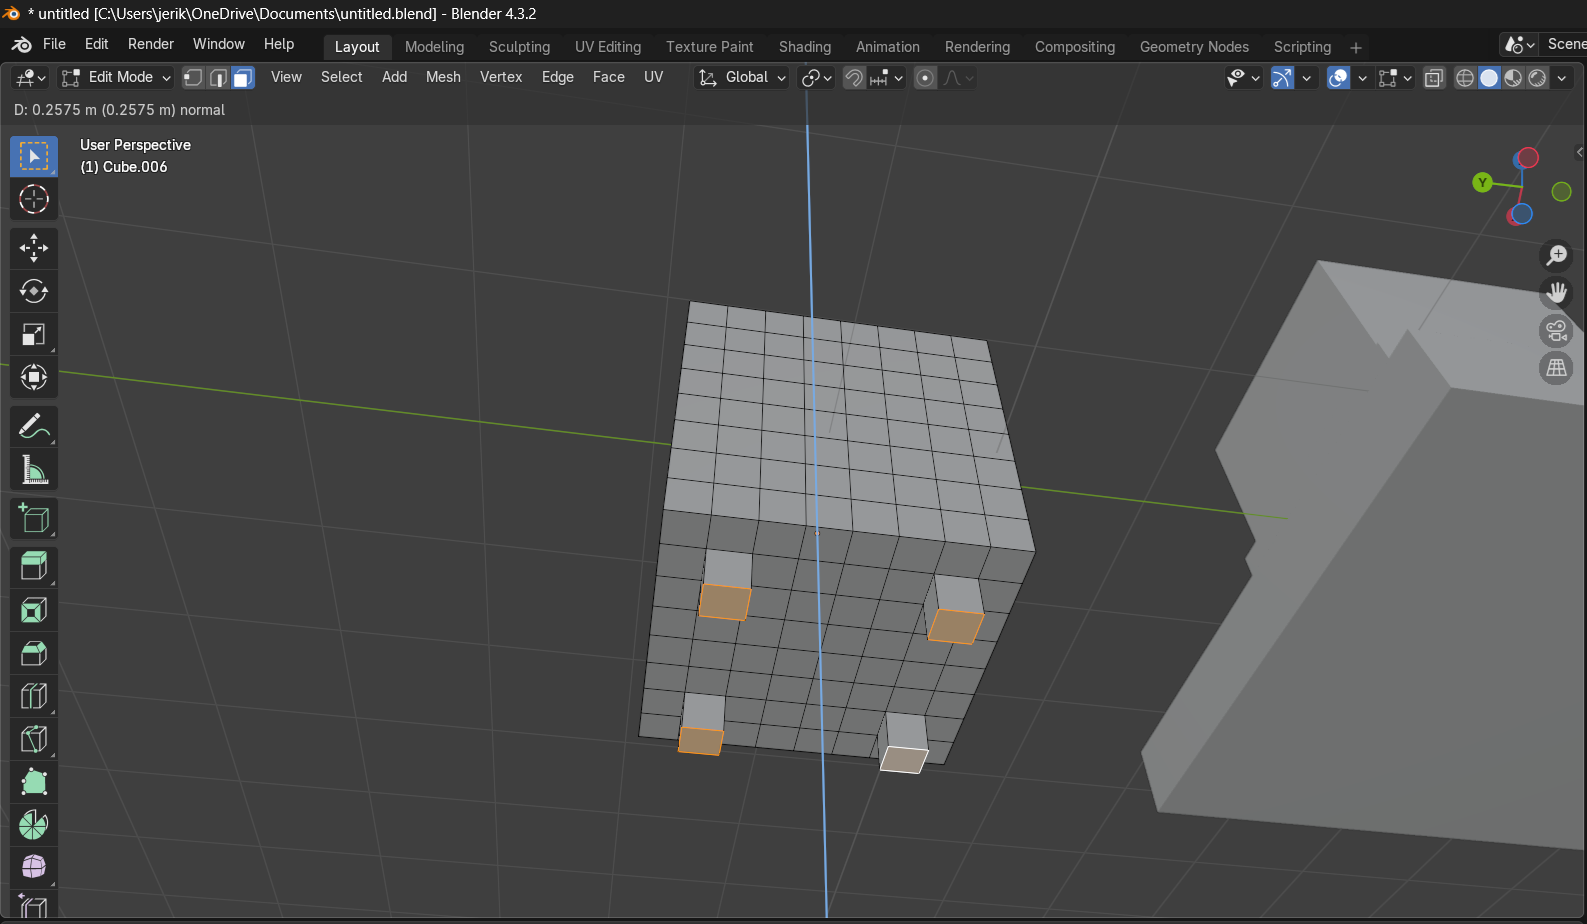 * untitled [C:\Users\jerik\OneDrive\Documents\untitled.blend] - Blender 4.3.2
File Edit Render Window Help Layout Modeling Sculpting UV Editing Texture Paint Shading Animation Rendering Compositing Geometry Nodes Scripting + Scene
Edit Mode View Select Add Mesh Vertex Edge Face UV Global
D: 0.2575 m (0.2575 m) normal
User Perspective
(1) Cube.006
Y